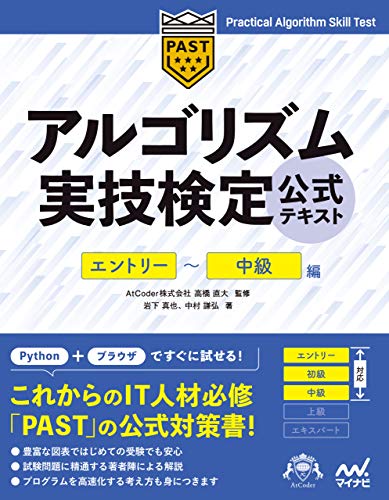 Practical Algorithm Skill Test
PAST
アルゴリズム
実技検定 公式テキスト
エントリー ～ 中級 編
AtCoder株式会社 高橋 直大 監修
岩下 真也、中村 謙弘 著
Python + ブラウザ ですぐに試せる!
これからのIT人材必修
「PAST」の公式対策書!
●豊富な図表ではじめての受験でも安心
●試験問題に精通する著者陣による解説
●プログラムを高速化する考え方も身につきます
エントリー
初級
中級
上級
エキスパート
対応
AtCoder
マイナビ